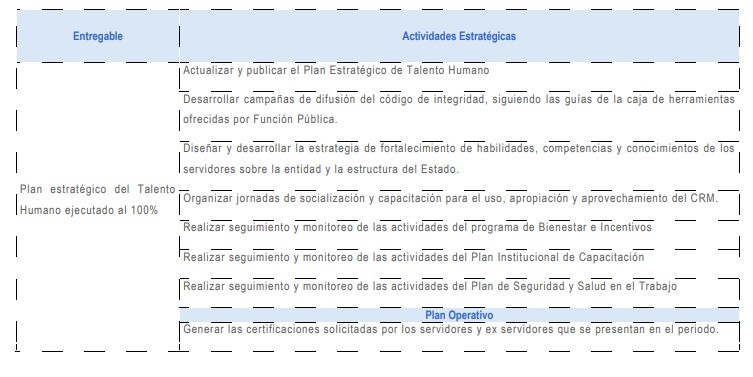 Entregable
Actividades Estratégicas
Plan estratégico del Talento
Humano ejecutado al 100%
Actualizar y publicar el Plan Estratégico de Talento Humano
Desarrollar campañas de difusión del código de integridad, siguiendo las guías de la caja de herramientas
ofrecidas por Función Pública.
Diseñar y desarrollar la estrategia de fortalecimiento de habilidades, competencias y conocimientos de los
servidores sobre la entidad y la estructura del Estado.
Organizar jornadas de socialización y capacitación para el uso, apropiación y aprovechamiento del CRM.
Realizar seguimiento y monitoreo de las actividades del programa de Bienestar e Incentivos
Realizar seguimiento y monitoreo de las actividades del Plan Institucional de Capacitación
Realizar seguimiento y monitoreo de las actividades del Plan de Seguridad y Salud en el Trabajo
Plan Operativo
Generar las certificaciones solicitadas por los servidores y ex servidores que se presentan en el periodo.